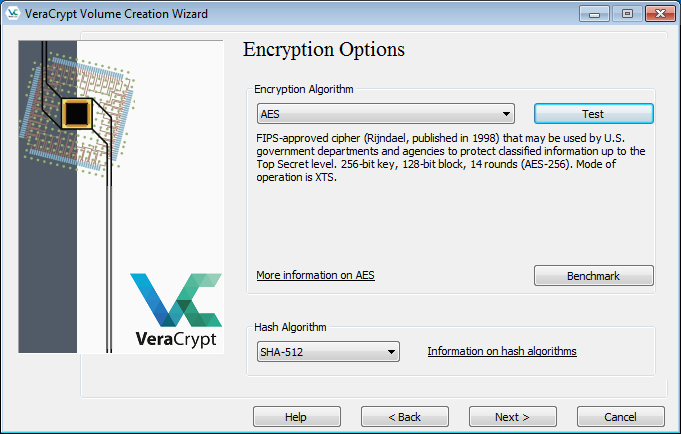 VeraCrypt Volume Creation Wizard
Encryption Options
Encryption Algorithm
AES
Test
FIPS-approved cipher (Rijndael, published in 1998) that may be used by U.S.
government departments and agencies to protect classified information up to the
Top Secret level. 256-bit key, 128-bit block, 14 rounds (AES-256). Mode of
operation is XTS.
More information on AES
Benchmark
VeraCrypt
Hash Algorithm
SHA-512
Information on hash algorithms
Help
< Back
Next >
Cancel